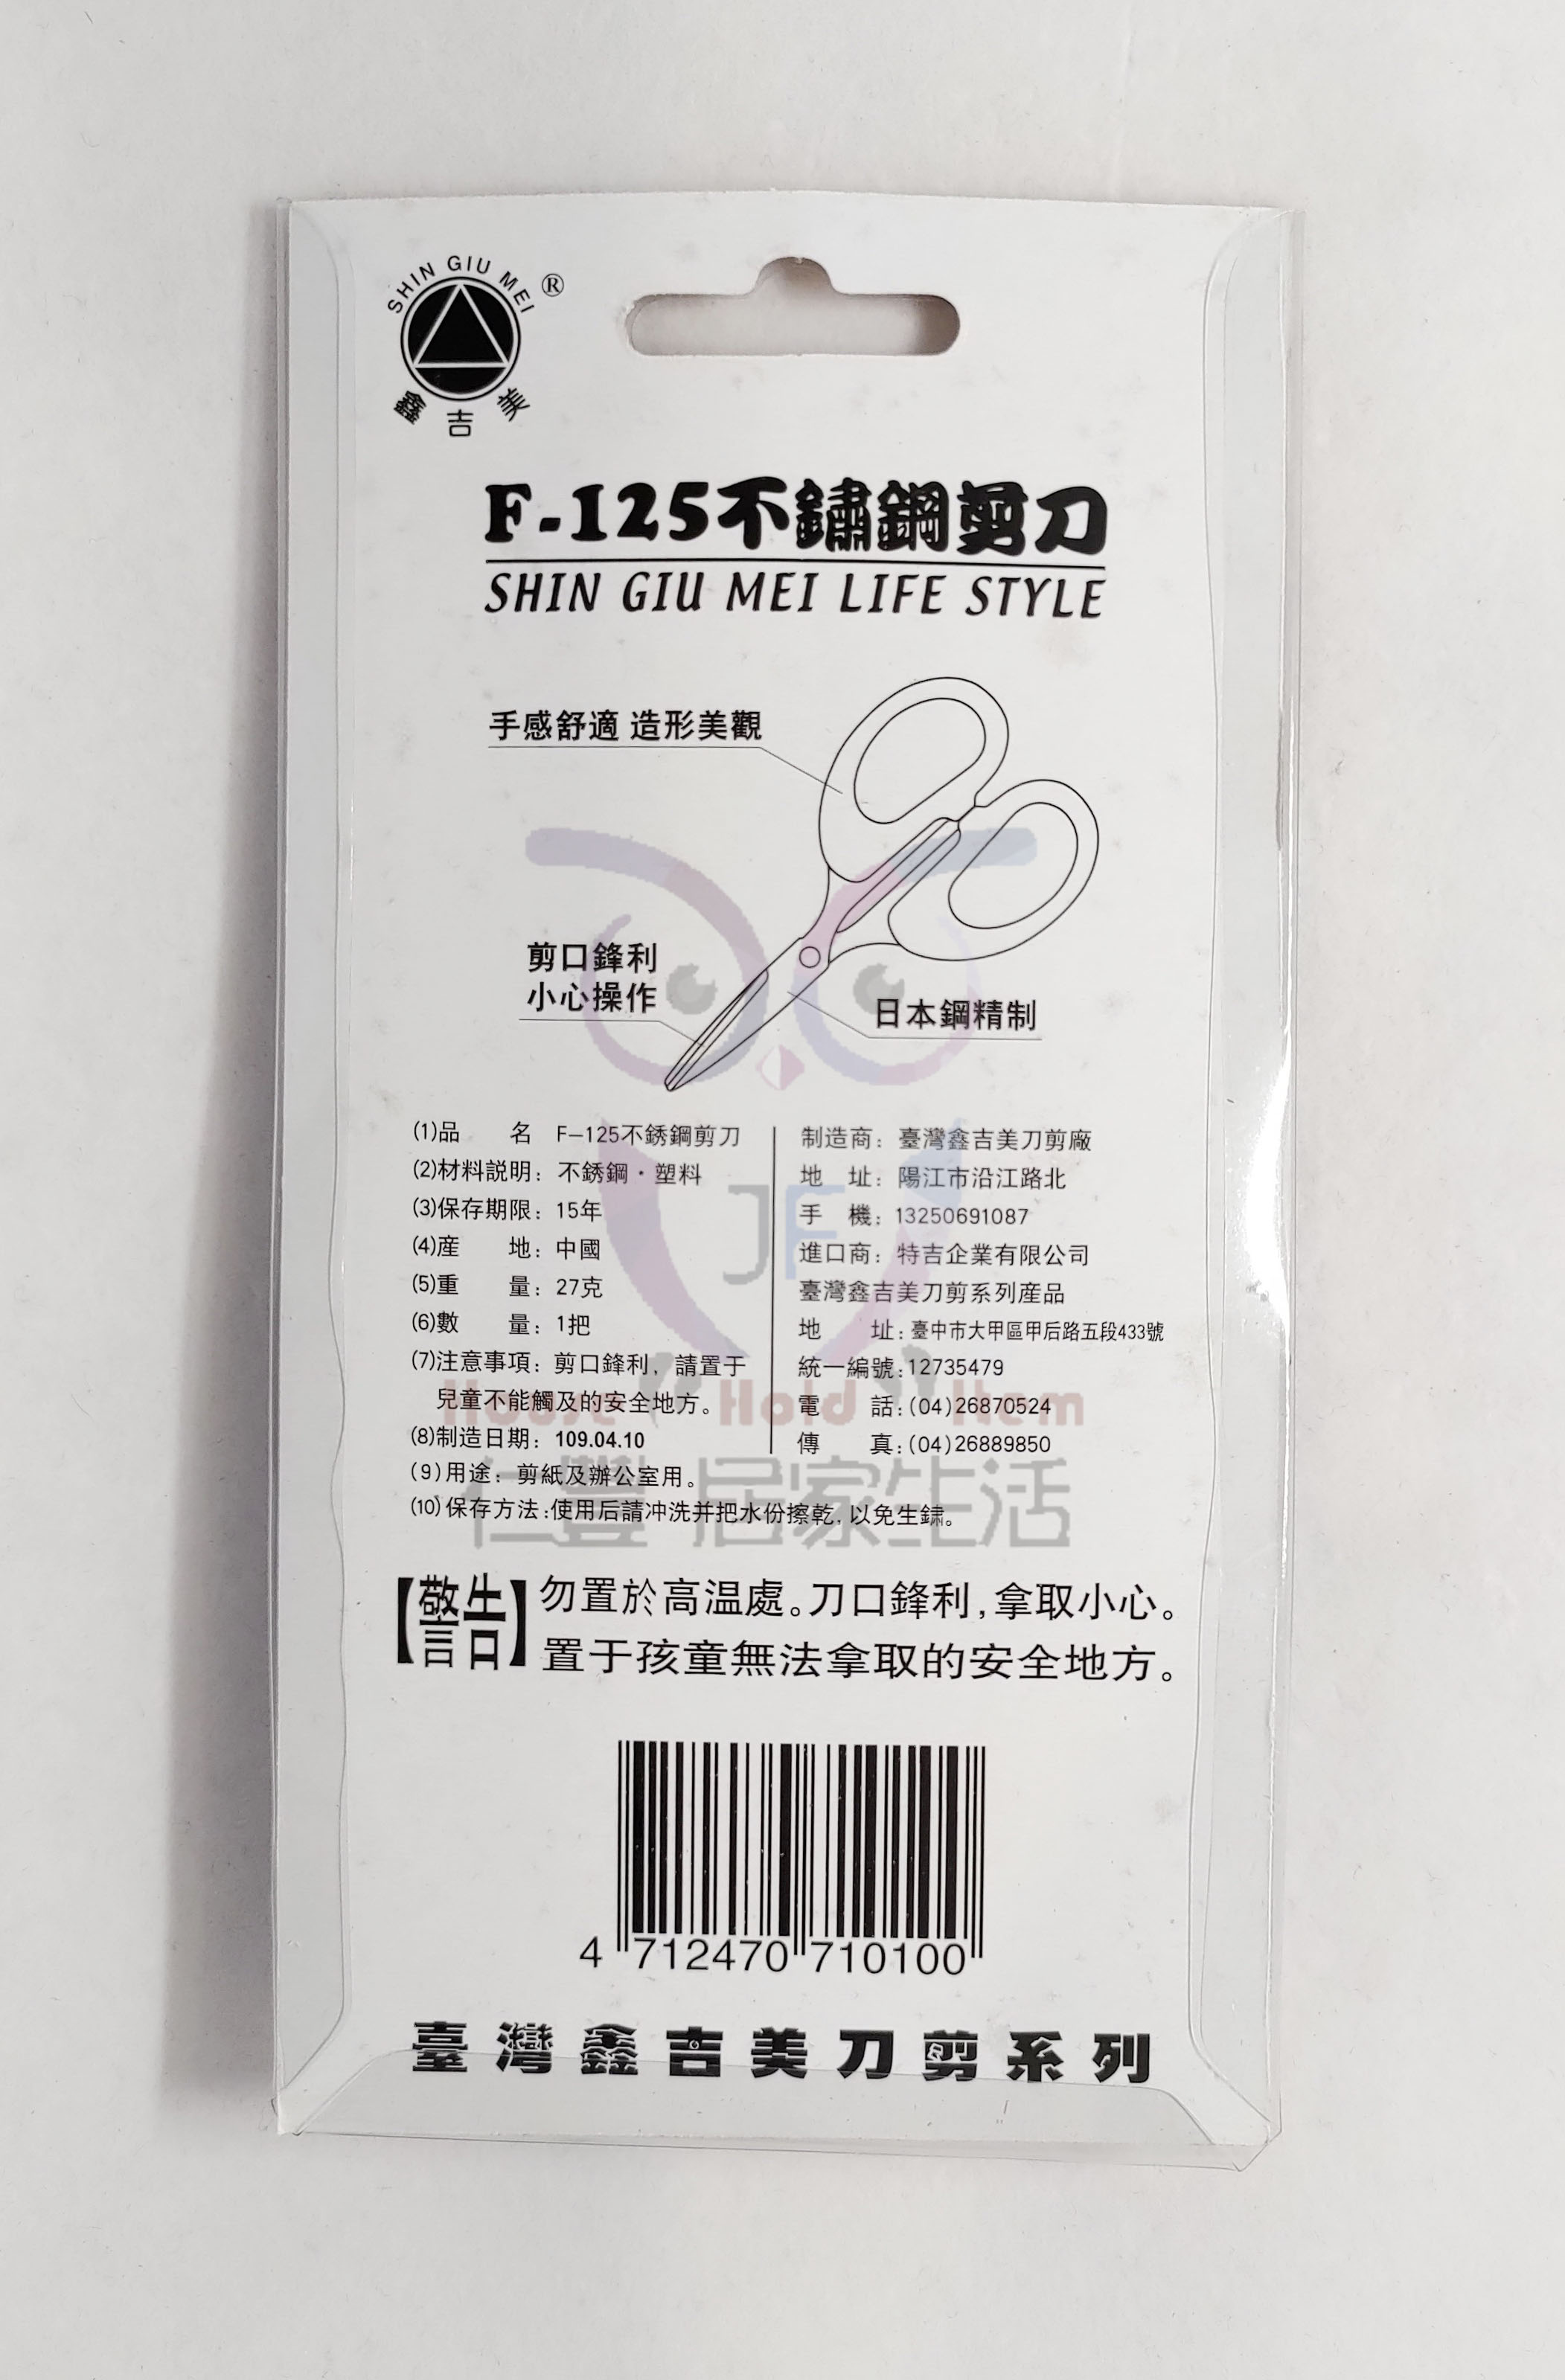 SHIN GIU MEI ®
鑫吉美
F-125不鏽鋼剪刀
SHIN GIU MEI LIFE STYLE
手感舒適 造形美觀
剪口鋒利
小心操作
日本鋼精制
(1)品　　名　F-125不銹鋼剪刀
(2)材料説明：不銹鋼・塑料
(3)保存期限：15年
(4)産　　地：中國
(5)重　　量：27克
(6)數　　量：1把
(7)注意事項：剪口鋒利，請置于
兒童不能觸及的安全地方。
(8)制造日期：109.04.10
(9)用途：剪紙及辦公室用。
(10)保存方法:使用后請冲洗并把水份擦乾,以免生鏽。
制造商：臺灣鑫吉美刀剪廠
地　址：陽江市沿江路北
手　機：13250691087
進口商：特吉企業有限公司
臺灣鑫吉美刀剪系列産品
地　　址:臺中市大甲區甲后路五段433號
統一編號:12735479
電　　話:(04)26870524
傳　　真:(04)26889850
JF
House Hold Item
仁豐 居家生活
【警告】勿置於高温處。刀口鋒利,拿取小心。
置于孩童無法拿取的安全地方。
4 712470 710100
臺灣鑫吉美刀剪系列